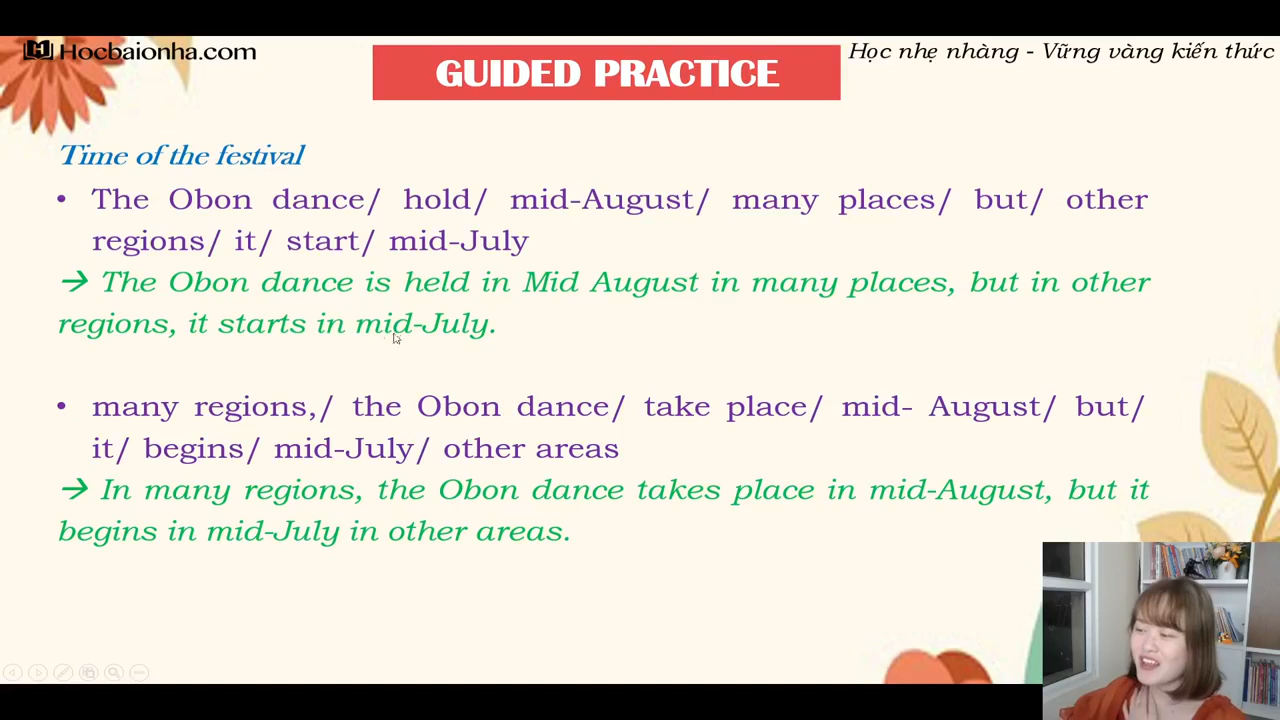 Hocbaionha.com
Học nhẹ nhàng - Vững vàng kiến thức
GUIDED PRACTICE
Time of the festival
• The Obon dance/ hold/ mid-August/ many places/ but/ other
regions/ it/ start/ mid-July
→ The Obon dance is held in Mid August in many places, but in other
regions, it starts in mid-July.
• many regions,/ the Obon dance/ take place/ mid- August/ but/
it/ begins/ mid-July/ other areas
→ In many regions, the Obon dance takes place in mid-August, but it
begins in mid-July in other areas.